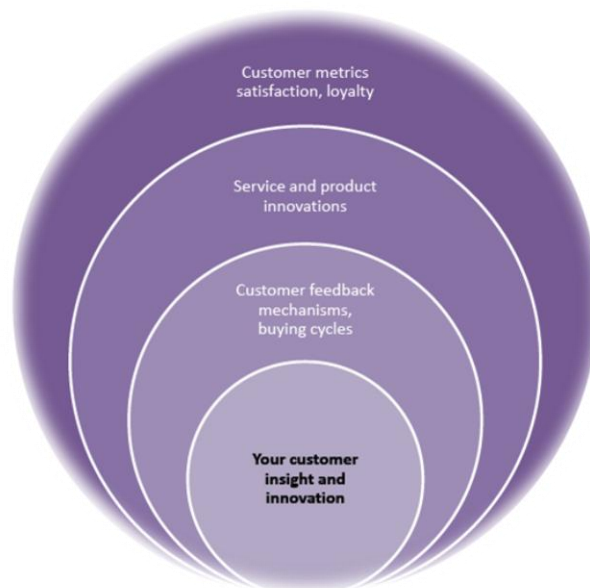 Customer metrics
satisfaction, loyalty
Service and product
innovations
Customer feedback
mechanisms,
buying cycles
Your customer
insight and
innovation